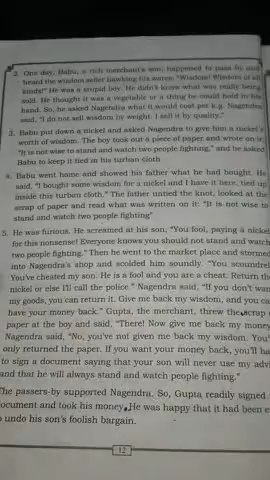 2. One day, Babu, a rich merchant's son, happened to pass by and
heard the wisdom seller hawking his wares: "Wisdom! Wisdom of all
kinds!" He was a stupid boy. He didn't know what was really being
said. He thought it was a vegetable or a thing he could hold in his
hand. So, he asked Nagendra what it would cost per k.g. Nagendra
said, "I do not sell wisdom by weight. I sell it by quality."
3. Babu put down a nickel and asked Nagendra to give him a nickel's
worth of wisdom. The boy took out a piece of paper and wrote on it
"It is not wise to stand and watch two people fighting," and he asked
Babu to keep it tied in his turban cloth
4. Babu went home and showed his father what he had bought. He
said, "I bought some wisdom for a nickel and I have it here, tied up
inside this turban cloth." The father untied the knot, looked at the
scrap of paper and read what was written on it: "It is not wise to
stand and watch two people fighting"
5. He was furious. He screamed at his son, "You fool, paying a nickel
for this nonsense! Everyone knows you should not stand and watch
two people fighting." Then he went to the market place and stormed
into Nagendra's shop and scolded him soundly. "You scoundrel
You've cheated my son. He is a fool and you are a cheat. Return the
nickel or else I'll call the police." Nagendra said, "If you don't wan
my goods, you can return it. Give me back my wisdom, and you ca
have your money back." Gupta, the merchant, threw the scrap
paper at the boy and said, "There! Now give me back my money
Nagendra said, "No, you've not given me back my wisdom. You'
only returned the paper. If you want your money back, you'll ha
to sign a document saying that your son will never use my advi
and that he will always stand and watch people fighting."
The passers-by supported Nagendra. So, Gupta readily signed
document and took his money. He was happy that it had been e
undo his son's foolish bargain.
12